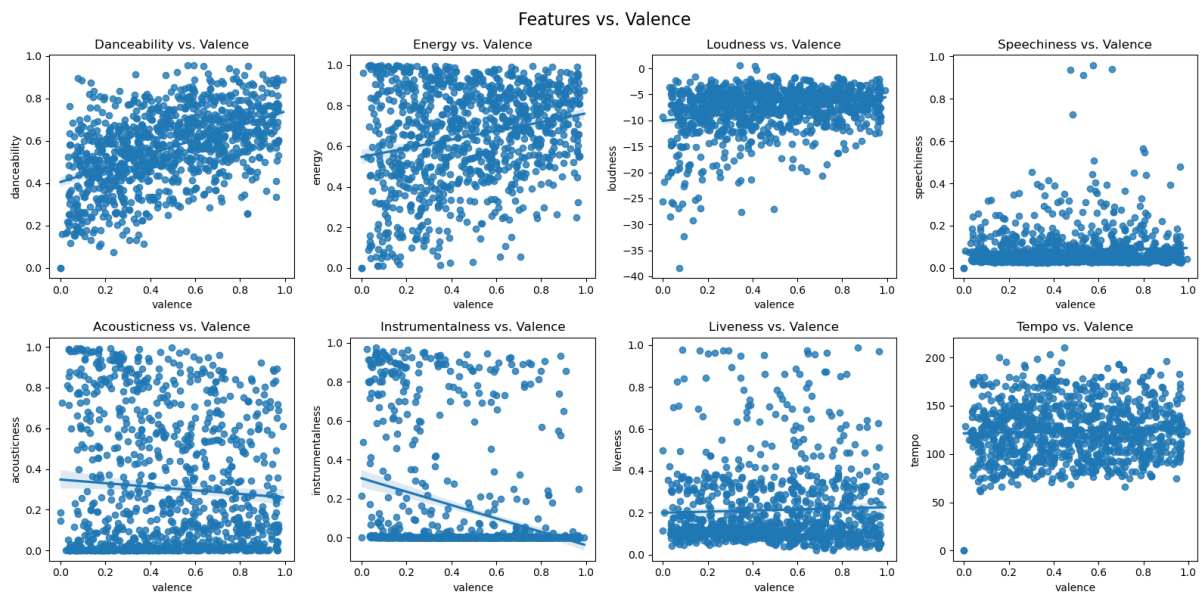 Features vs. Valence
Danceability vs. Valence
1.0
0.8
0.6
0.4
0.2
0.0
danceability
0.0 0.2 0.4 0.6 0.8 1.0
valence
Energy vs. Valence
1.0
0.8
0.6
0.4
0.2
0.0
energy
0.0 0.2 0.4 0.6 0.8 1.0
valence
Loudness vs. Valence
0
−5
−10
−15
−20
−25
−30
−35
−40
loudness
0.0 0.2 0.4 0.6 0.8 1.0
valence
Speechiness vs. Valence
1.0
0.8
0.6
0.4
0.2
0.0
speechiness
0.0 0.2 0.4 0.6 0.8 1.0
valence
Acousticness vs. Valence
1.0
0.8
0.6
0.4
0.2
0.0
acousticness
0.0 0.2 0.4 0.6 0.8 1.0
valence
Instrumentalness vs. Valence
1.0
0.8
0.6
0.4
0.2
0.0
instrumentalness
0.0 0.2 0.4 0.6 0.8 1.0
valence
Liveness vs. Valence
1.0
0.8
0.6
0.4
0.2
0.0
liveness
0.0 0.2 0.4 0.6 0.8 1.0
valence
Tempo vs. Valence
200
150
100
50
0
tempo
0.0 0.2 0.4 0.6 0.8 1.0
valence